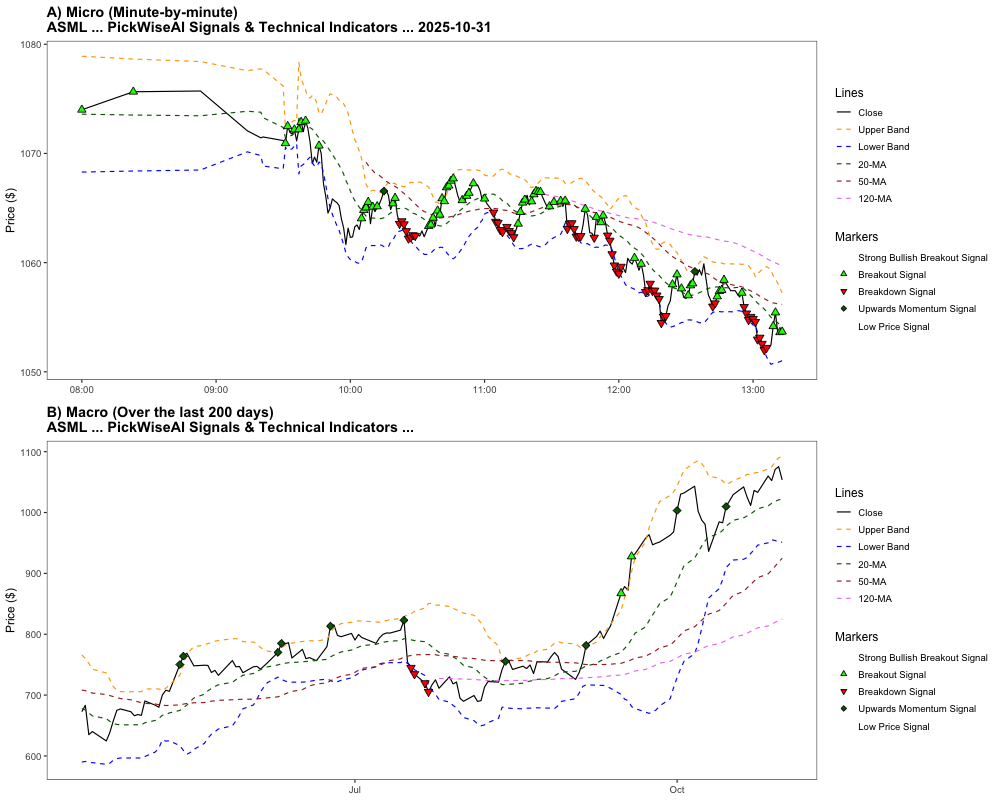 A) Micro (Minute-by-minute)
ASML ... PickWiseAI Signals & Technical Indicators ... 2025-10-31
Price ($)
1080
1070
1060
1050
08:00
09:00
10:00
11:00
12:00
13:00
Lines
Close
Upper Band
Lower Band
20-MA
50-MA
120-MA
Markers
Strong Bullish Breakout Signal
Breakout Signal
Breakdown Signal
Upwards Momentum Signal
Low Price Signal
B) Macro (Over the last 200 days)
ASML ... PickWiseAI Signals & Technical Indicators ...
Price ($)
1100
1000
900
800
700
600
Jul
Oct
Lines
Close
Upper Band
Lower Band
20-MA
50-MA
120-MA
Markers
Strong Bullish Breakout Signal
Breakout Signal
Breakdown Signal
Upwards Momentum Signal
Low Price Signal